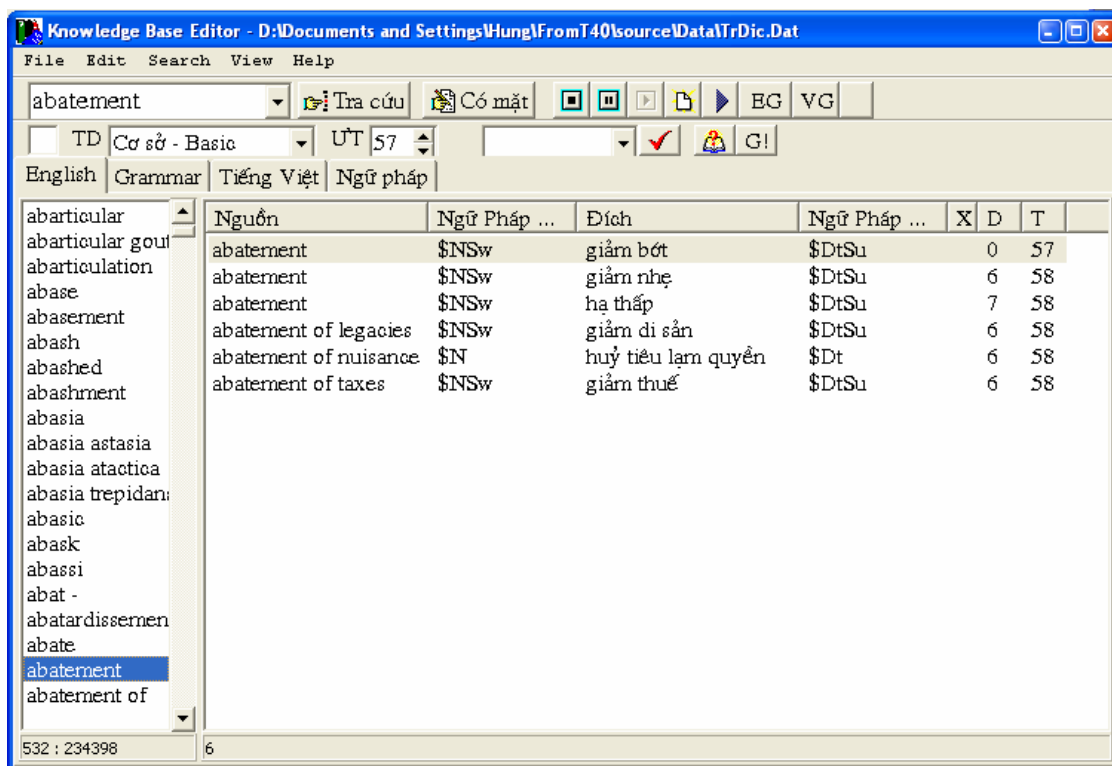 Knowledge Base Editor - D:\Documents and Settings\Hung\FromT40\source\Data\TrDic.Dat
File Edit Search View Help
abatement Tra cứu Có mặt EG VG
TD Cơ sở - Basic ƯT 57 G!
English Grammar Tiếng Việt Ngữ pháp
abarticular
abarticular gout
abarticulation
abase
abasement
abash
abashed
abashment
abasia
abasia astasia
abasia atactica
abasia trepidans
abasic
abask
abassi
abat -
abatardissemen
abate
abatement
abatement of
Nguồn Ngữ Pháp ... Đích Ngữ Pháp ... X D T
abatement $NSw giảm bớt $DtSu 0 57
abatement $NSw giảm nhẹ $DtSu 6 58
abatement $NSw hạ thấp $DtSu 7 58
abatement of legacies $NSw giảm di sản $DtSu 6 58
abatement of nuisance $N huỷ tiêu lạm quyền $Dt 6 58
abatement of taxes $NSw giảm thuế $DtSu 6 58
532 : 234398 6